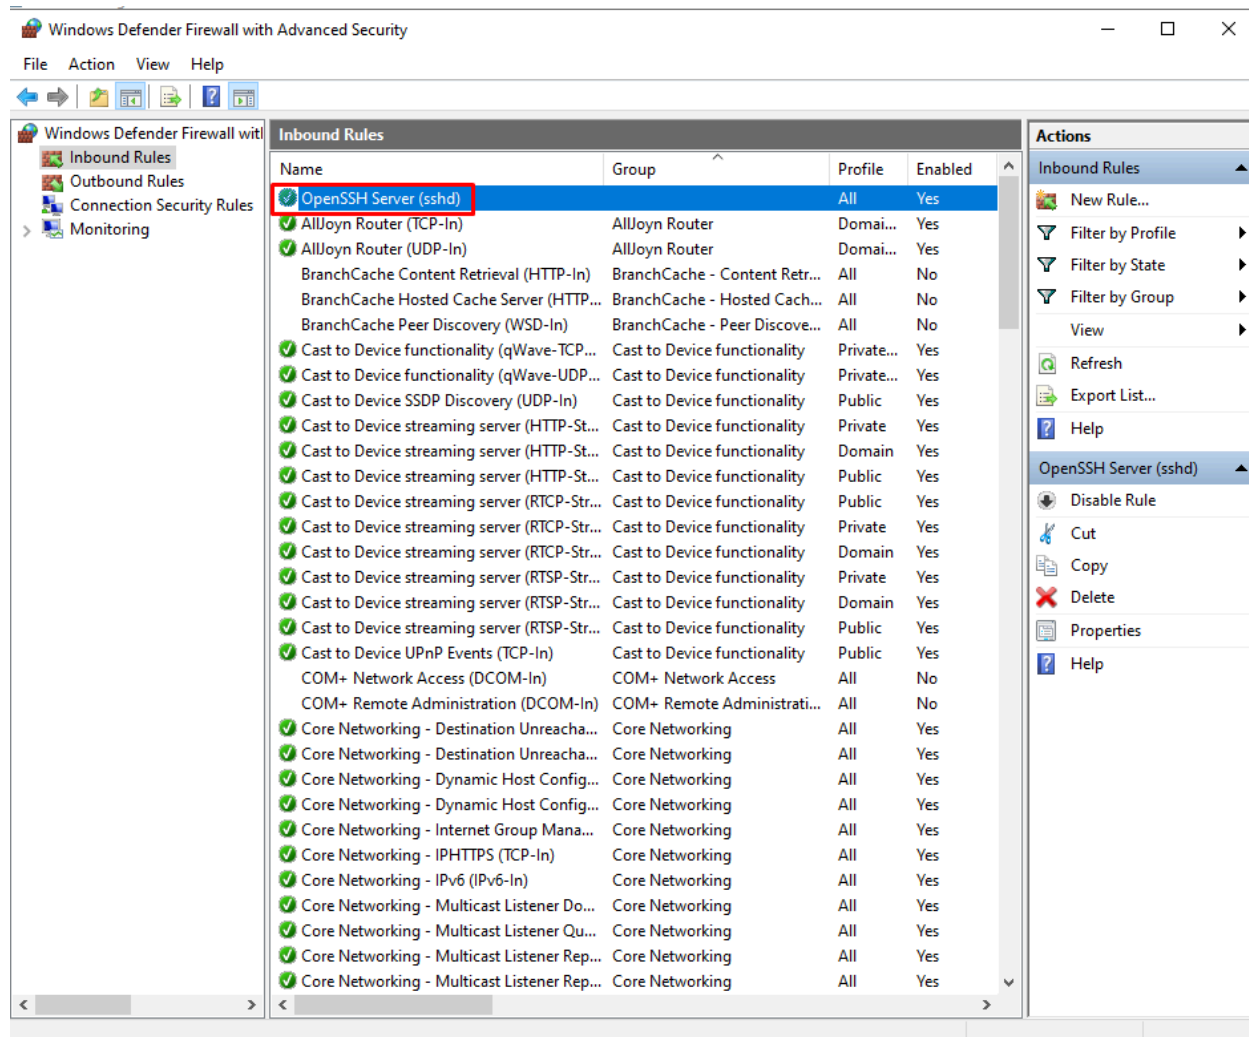 Windows Defender Firewall with Advanced Security
File Action View Help
Windows Defender Firewall witl
Inbound Rules
Outbound Rules
Connection Security Rules
Monitoring
Inbound Rules
Name Group Profile Enabled
OpenSSH Server (sshd) All Yes
AllJoyn Router (TCP-In) AllJoyn Router Domai... Yes
AllJoyn Router (UDP-In) AllJoyn Router Domai... Yes
BranchCache Content Retrieval (HTTP-In) BranchCache - Content Retr... All No
BranchCache Hosted Cache Server (HTTP... BranchCache - Hosted Cach... All No
BranchCache Peer Discovery (WSD-In) BranchCache - Peer Discove... All No
Cast to Device functionality (qWave-TCP... Cast to Device functionality Private... Yes
Cast to Device functionality (qWave-UDP... Cast to Device functionality Private... Yes
Cast to Device SSDP Discovery (UDP-In) Cast to Device functionality Public Yes
Cast to Device streaming server (HTTP-St... Cast to Device functionality Private Yes
Cast to Device streaming server (HTTP-St... Cast to Device functionality Domain Yes
Cast to Device streaming server (HTTP-St... Cast to Device functionality Public Yes
Cast to Device streaming server (RTCP-Str... Cast to Device functionality Public Yes
Cast to Device streaming server (RTCP-Str... Cast to Device functionality Private Yes
Cast to Device streaming server (RTCP-Str... Cast to Device functionality Domain Yes
Cast to Device streaming server (RTSP-Str... Cast to Device functionality Private Yes
Cast to Device streaming server (RTSP-Str... Cast to Device functionality Domain Yes
Cast to Device streaming server (RTSP-Str... Cast to Device functionality Public Yes
Cast to Device UPnP Events (TCP-In) Cast to Device functionality Public Yes
COM+ Network Access (DCOM-In) COM+ Network Access All No
COM+ Remote Administration (DCOM-In) COM+ Remote Administrati... All No
Core Networking - Destination Unreacha... Core Networking All Yes
Core Networking - Destination Unreacha... Core Networking All Yes
Core Networking - Dynamic Host Config... Core Networking All Yes
Core Networking - Dynamic Host Config... Core Networking All Yes
Core Networking - Internet Group Mana... Core Networking All Yes
Core Networking - IPHTTPS (TCP-In) Core Networking All Yes
Core Networking - IPv6 (IPv6-In) Core Networking All Yes
Core Networking - Multicast Listener Do... Core Networking All Yes
Core Networking - Multicast Listener Qu... Core Networking All Yes
Core Networking - Multicast Listener Rep... Core Networking All Yes
Core Networking - Multicast Listener Rep... Core Networking All Yes
Actions
Inbound Rules
New Rule...
Filter by Profile
Filter by State
Filter by Group
View
Refresh
Export List...
Help
OpenSSH Server (sshd)
Disable Rule
Cut
Copy
Delete
Properties
Help